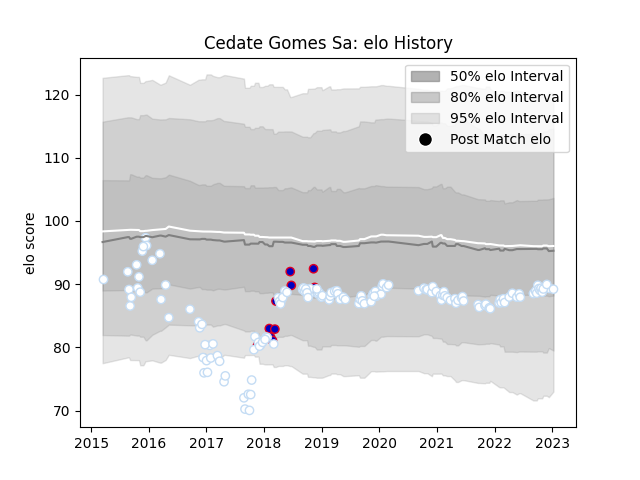 Cedate Gomes Sa: elo History
50% elo Interval
80% elo Interval
95% elo Interval
Post Match elo
elo score
120
110
100
90
80
70
2015 2016 2017 2018 2019 2020 2021 2022 2023